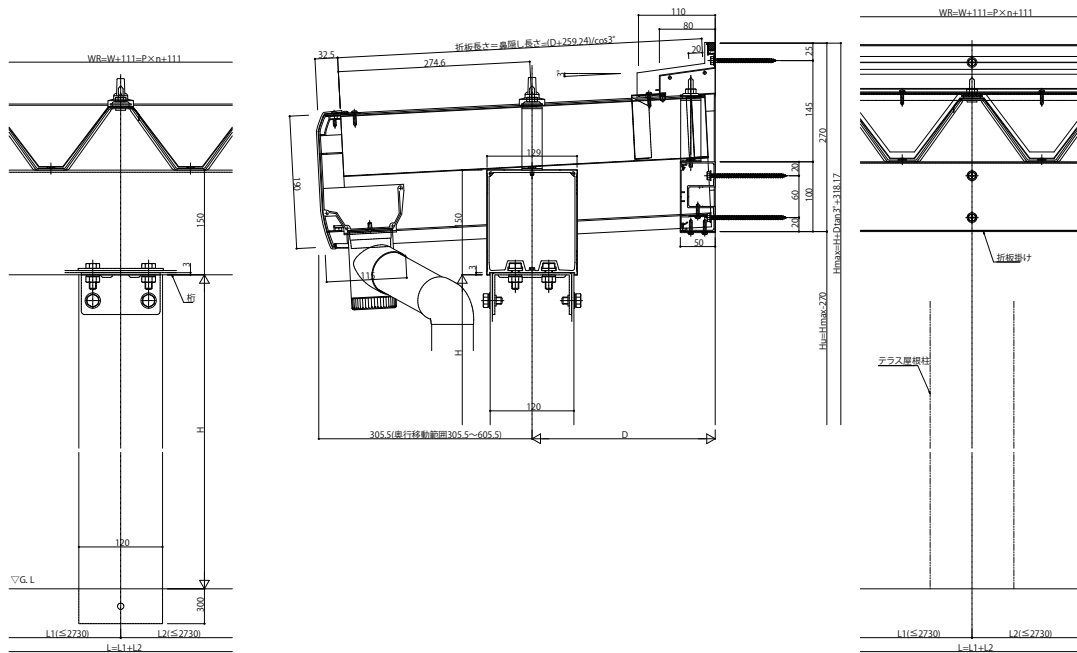 WR=W+111=P×n+111
150
3
桁
H
120
▽G.L
300
L1(≦2730)
L2(≦2730)
L=L1+L2
110
80
折板長さ=鼻隠し長さ=(D+259.24)/cos3°
20
32.5
274.6
3°
25
145
270
190
129
20
60
100
20
150
50
3
115
H
120
305.5(奥行移動範囲305.5〜605.5)
D
Hmax=H+Dtan3°+318.17
Hu=Hmax-270
WR=W+111=P×n+111
折板掛け
テラス屋根柱
L1(≦2730)
L2(≦2730)
L=L1+L2